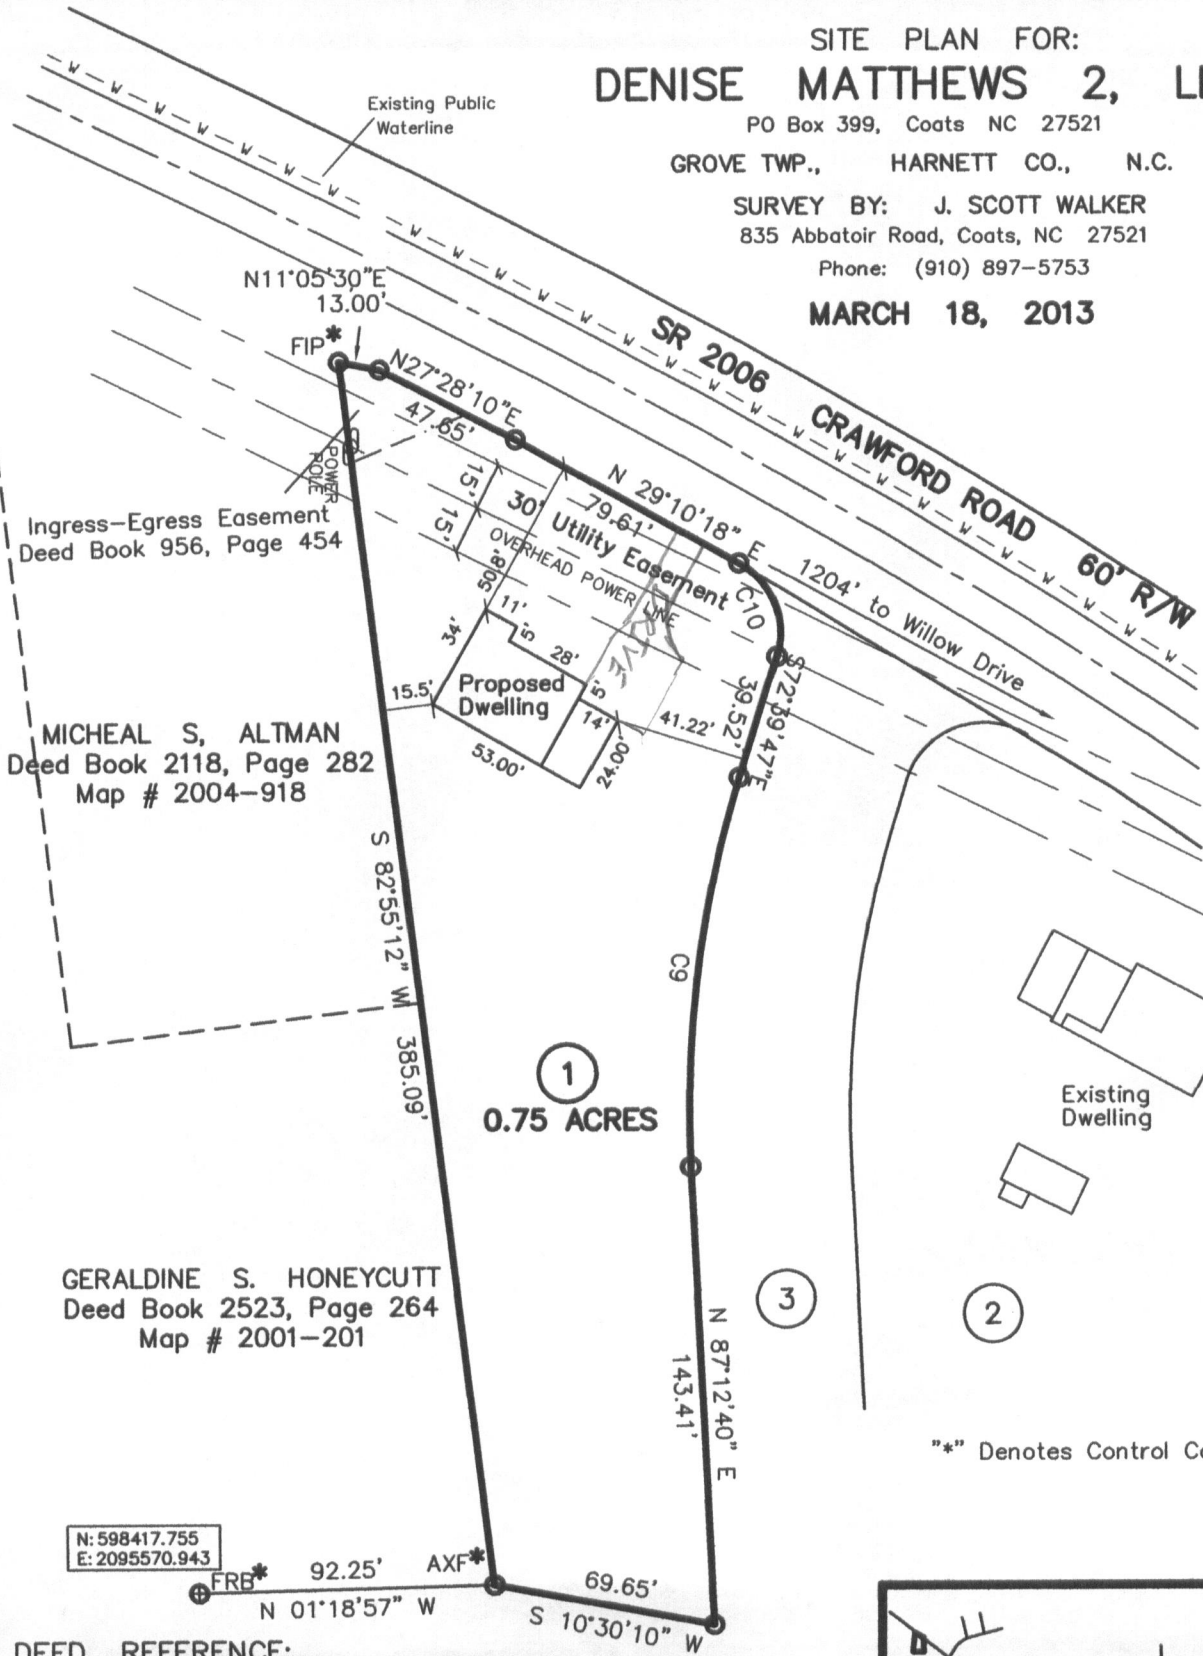 SITE PLAN FOR:
DENISE MATTHEWS 2,
PO Box 399, Coats NC 27521
GROVE TWP., HARNETT CO., N.C.
SURVEY BY: J. SCOTT WALKER
835 Abbatoir Road, Coats, NC 27521
Phone: (910) 897-5753
MARCH 18, 2013
Existing Public
Waterline
W W W W W W W
W W W W W W W W W W W W W W W W W
SR 2006 CRAWFORD ROAD 60' R/W
N11°05'30"E
13.00'
FIP*
N27°28'10"E
47.65'
N 29°10'18" E
79.61'
POWER
POLE
15'
15'
30' Utility Easement
OVERHEAD POWER LINE
Ingress-Egress Easement
Deed Book 956, Page 454
1204' to Willow Drive
C10
S72°39'47"E
39.52'
50.8'
11'
5'
34'
28'
5'
15.5'
Proposed
Dwelling
14'
41.22'
53.00'
24.00'
MICHEAL S, ALTMAN
Deed Book 2118, Page 282
Map # 2004-918
S 82°55'12" W
385.09'
C9
1
0.75 ACRES
Existing
Dwelling
GERALDINE S. HONEYCUTT
Deed Book 2523, Page 264
Map # 2001-201
3
2
N 87°12'40" E
143.41'
"*" Denotes Control
N: 598417.755
E: 2095570.943
FRB*
92.25'
AXF*
N 01°18'57" W
69.65'
S 10°30'10" W
DEED REFERENCE: